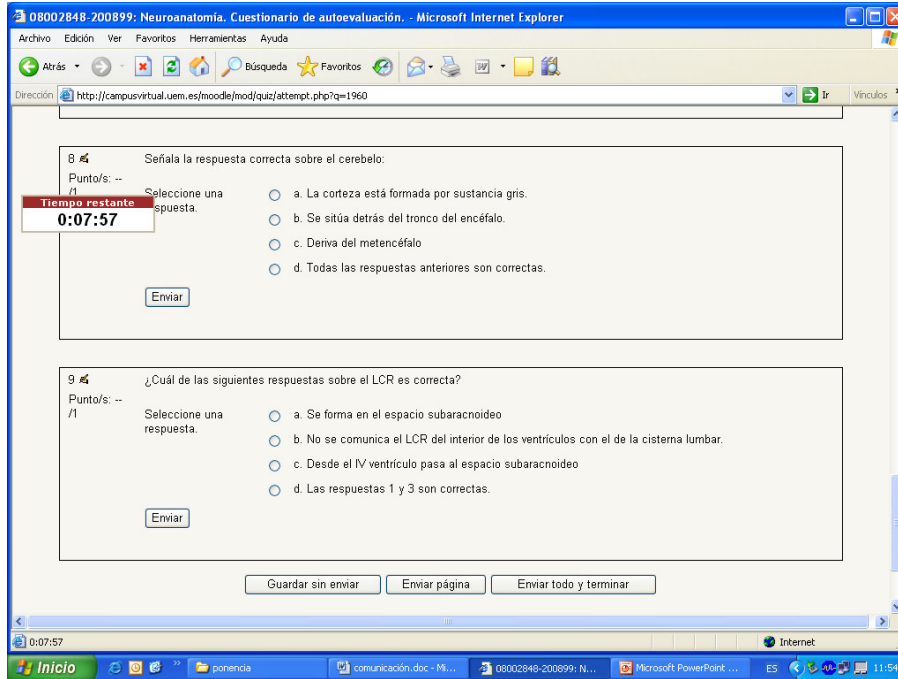 08002848-200899: Neuroanatomía. Cuestionario de autoevaluación. - Microsoft Internet Explorer
Archivo Edición Ver Favoritos Herramientas Ayuda
Atrás Búsqueda Favoritos
Dirección http://campusvirtual.uem.es/moodle/mod/quiz/attempt.php?q=1960 Ir Vínculos »
8 Señala la respuesta correcta sobre el cerebelo:
Punto/s: --
/1
Seleccione una a. La corteza está formada por sustancia gris.
Tiempo restante
spuesta.
0:07:57
b. Se sitúa detrás del tronco del encéfalo.
c. Deriva del metencéfalo
d. Todas las respuestas anteriores son correctas.
Enviar
9 ¿Cuál de las siguientes respuestas sobre el LCR es correcta?
Punto/s: --
/1 Seleccione una a. Se forma en el espacio subaracnoideo
respuesta.
b. No se comunica el LCR del interior de los ventrículos con el de la cisterna lumbar.
c. Desde el IV ventrículo pasa al espacio subaracnoideo
d. Las respuestas 1 y 3 son correctas.
Enviar
Guardar sin enviar Enviar página Enviar todo y terminar
0:07:57 Internet
Inicio » ponencia comunicación.doc - Mi... 08002848-200899: N... Microsoft PowerPoint ... ES 11:54